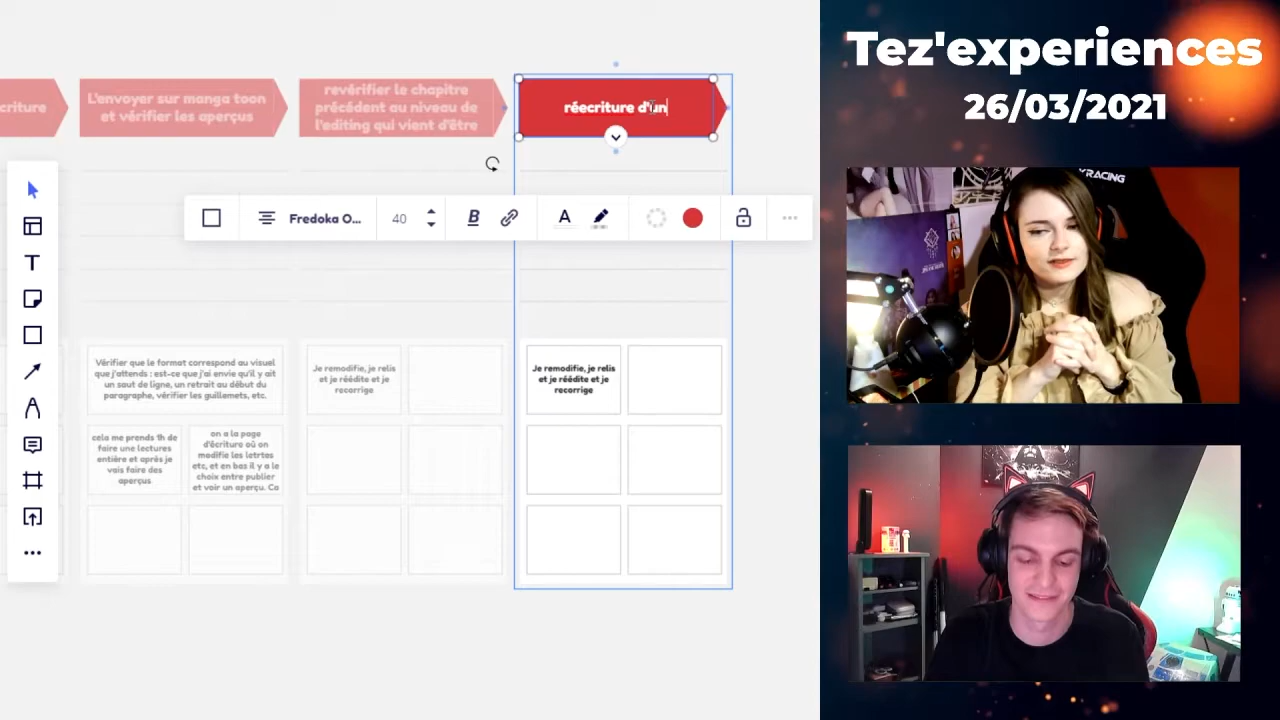 Tez'experiences
26/03/2021
criture
L'envoyer sur manga toon
et vérifier les aperçus
revérifier le chapitre
précédent au niveau de
l'editing qui vient d'être
réecriture d'un
Fredoka O...
40
B
A
T
Vérifier que le format correspond au visuel
que j'attends : est-ce que j'ai envie qu'il y ait
un saut de ligne, un retrait au début du
paragraphe, vérifier les guillemets, etc.
Je remodifie, je relis
et je réédite et je
recorrige
Je remodifie, je relis
et je réédite et je
recorrige
cela me prends 1h de
faire une lectures
entière et après je
vais faire des
aperçus
on a la page
d'écriture où on
modifie les letrtes
etc, et en bas il y a le
choix entre publier
et voir un aperçu. Ca
RACING